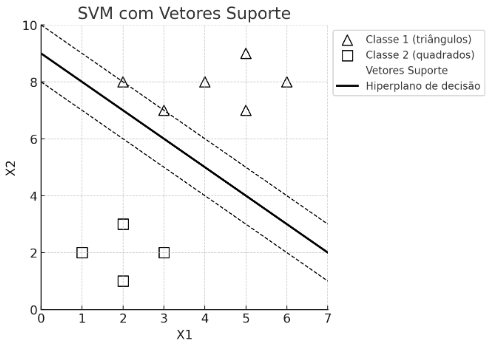 SVM com Vetores Suporte
Classe 1 (triângulos)
Classe 2 (quadrados)
Vetores Suporte
Hiperplano de decisão
X2
10
8
6
4
2
0
0 1 2 3 4 5 6 7
X1